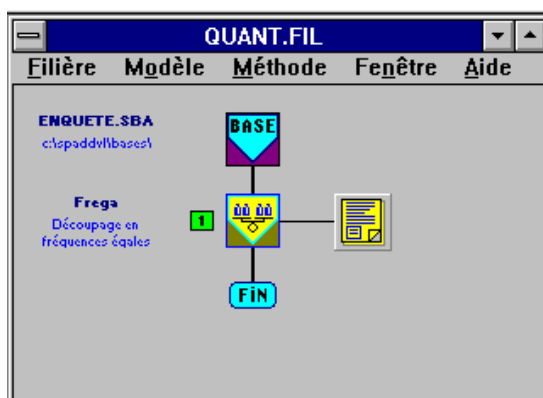 QUANT.FIL
Filière Modèle Méthode Fenêtre Aide
ENQUETE.SBA
c:\spaddvl\bases\
BASE
Frega
Découpage en
fréquences égales
1
FiN